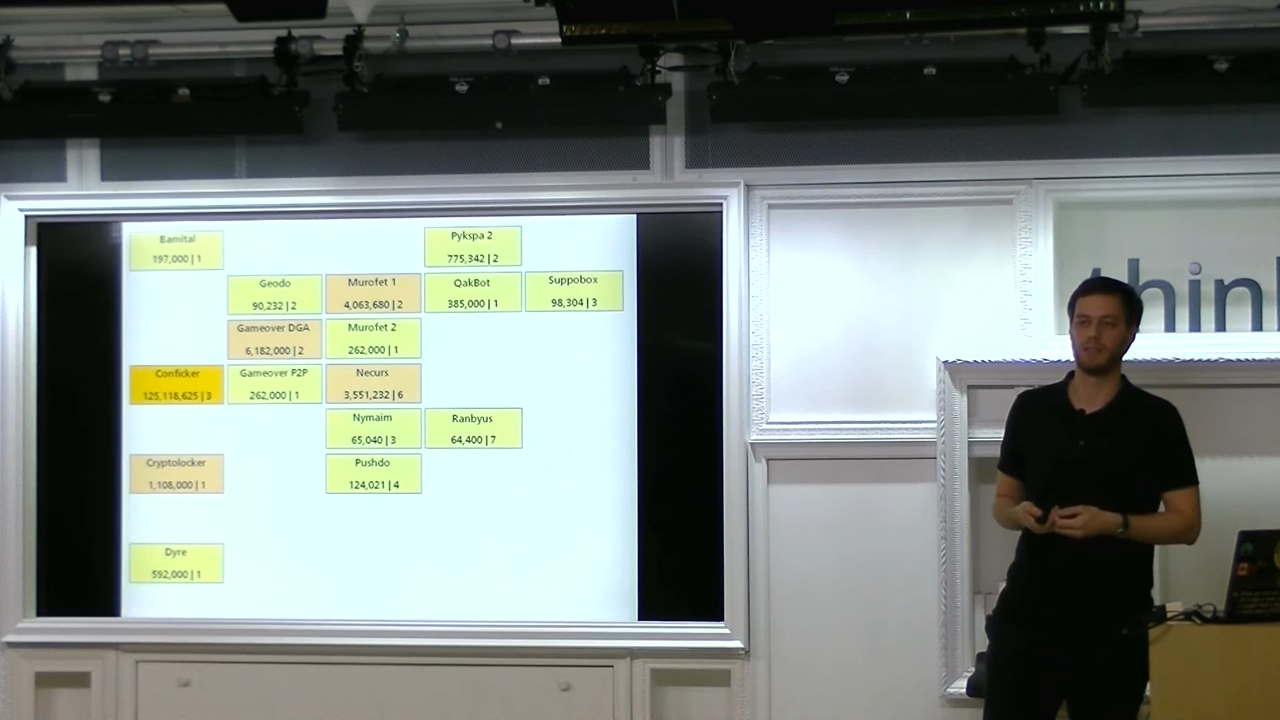 Bamital
197,000 | 1
Pykspa 2
775,342 | 2
Geodo
90,232 | 2
Murofet 1
4,063,680 | 2
QakBot
385,000 | 1
Suppobox
98,304 | 3
Gameover DGA
6,182,000 | 2
Murofet 2
262,000 | 1
Conficker
125,118,625 | 3
Gameover P2P
262,000 | 1
Necurs
3,551,232 | 6
Nymaim
65,040 | 3
Ranbyus
64,400 | 7
Cryptolocker
1,108,000 | 1
Pushdo
124,021 | 4
Dyre
592,000 | 1
thin